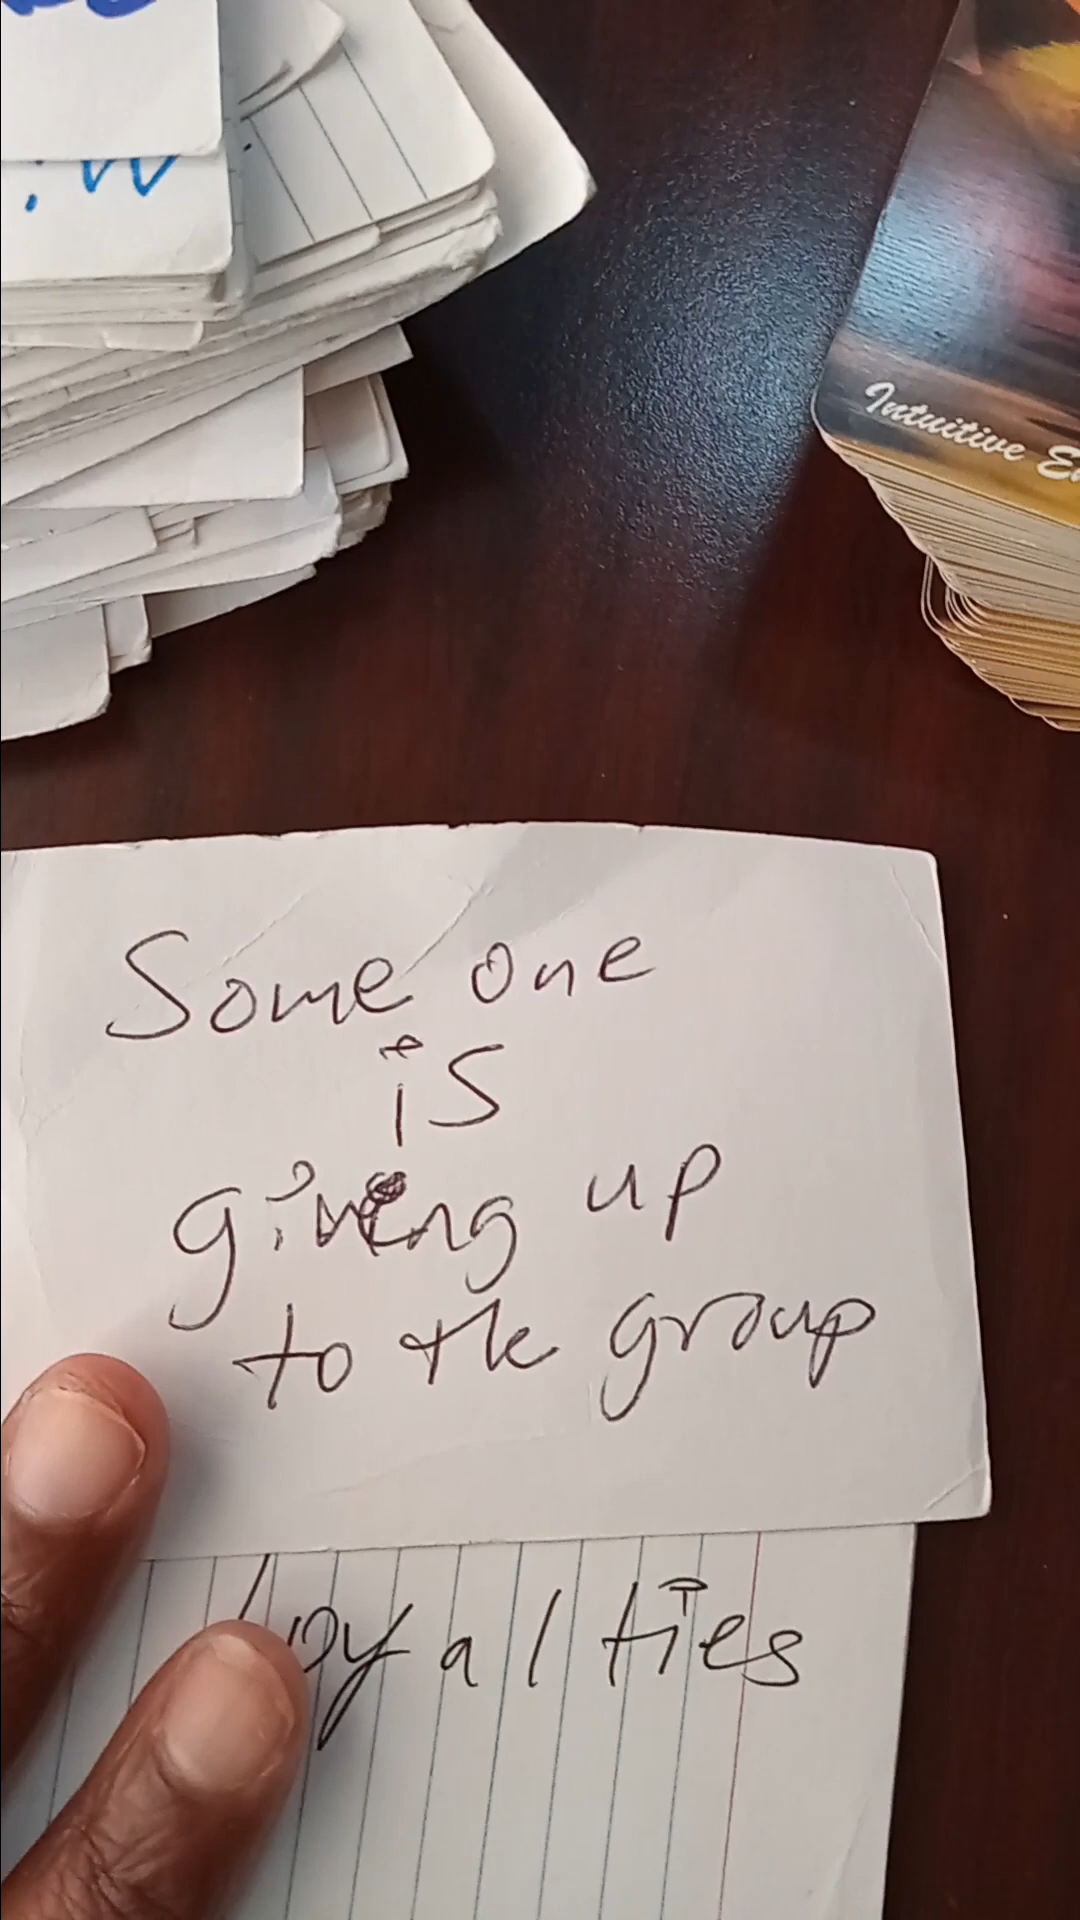 Intuitive
Some one
is
giving up
to the group
loyalties